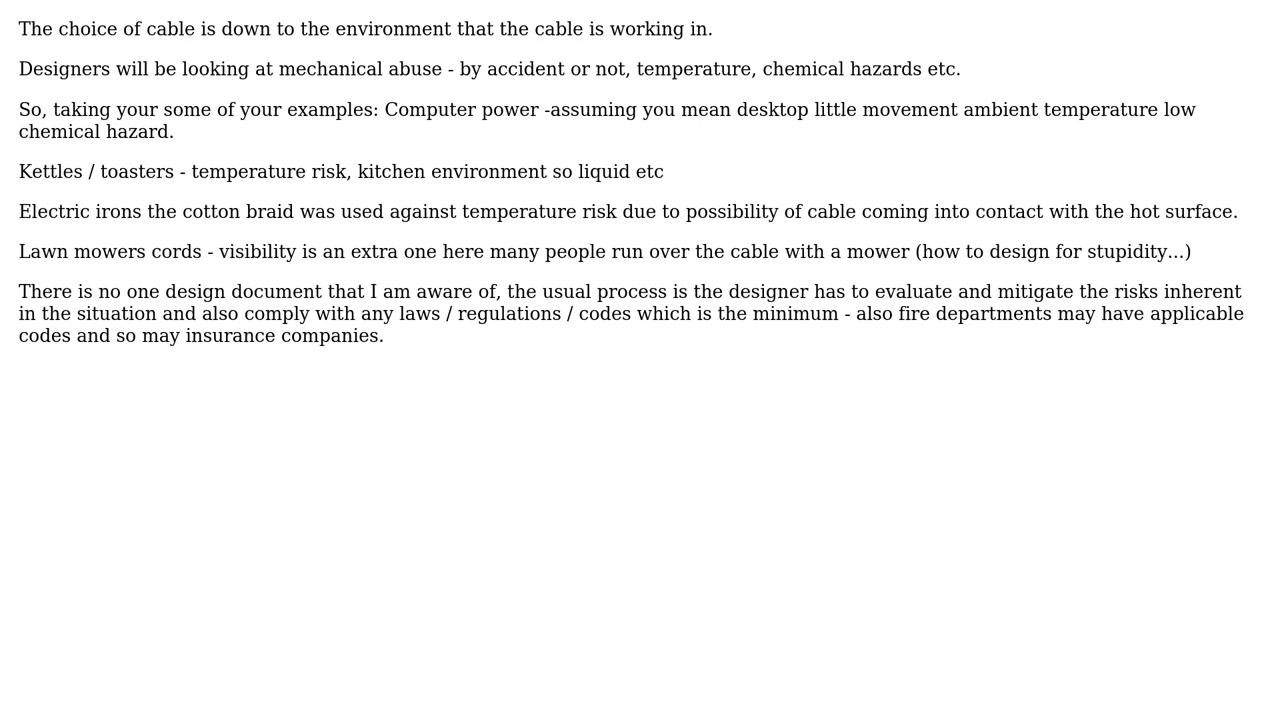 The choice of cable is down to the environment that the cable is working in.
Designers will be looking at mechanical abuse - by accident or not, temperature, chemical hazards etc.
So, taking your some of your examples: Computer power -assuming you mean desktop little movement ambient temperature low
chemical hazard.
Kettles / toasters - temperature risk, kitchen environment so liquid etc
Electric irons the cotton braid was used against temperature risk due to possibility of cable coming into contact with the hot surface.
Lawn mowers cords - visibility is an extra one here many people run over the cable with a mower (how to design for stupidity...)
There is no one design document that I am aware of, the usual process is the designer has to evaluate and mitigate the risks inherent
in the situation and also comply with any laws / regulations / codes which is the minimum - also fire departments may have applicable
codes and so may insurance companies.